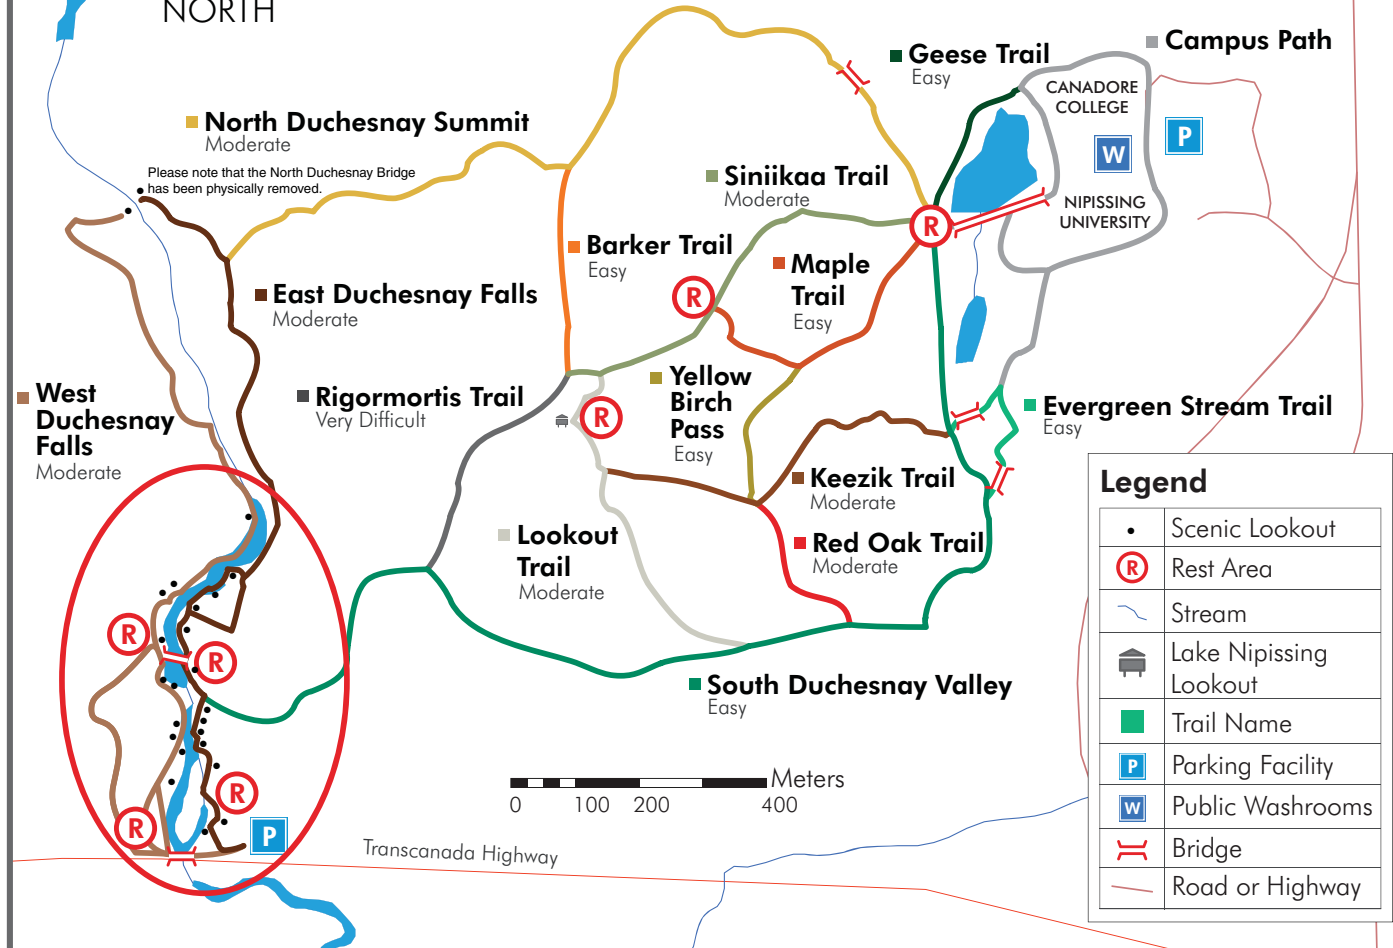 NORTH
Geese Trail
Easy
Campus Path
CANADORE
COLLEGE
W
P
NIPISSING
UNIVERSITY
North Duchesnay Summit
Moderate
Please note that the North Duchesnay Bridge
has been physically removed.
Siniikaa Trail
Moderate
R
Barker Trail
Easy
Maple
Trail
Easy
R
East Duchesnay Falls
Moderate
West
Duchesnay
Falls
Moderate
Rigormortis Trail
Very Difficult
R
Yellow
Birch
Pass
Easy
Evergreen Stream Trail
Easy
Keezik Trail
Moderate
Lookout
Trail
Moderate
Red Oak Trail
Moderate
R
R
South Duchesnay Valley
Easy
R
R
P
Meters
0 100 200 400
Transcanada Highway
Legend
Scenic Lookout
R Rest Area
Stream
Lake Nipissing
Lookout
Trail Name
P Parking Facility
W Public Washrooms
Bridge
Road or Highway